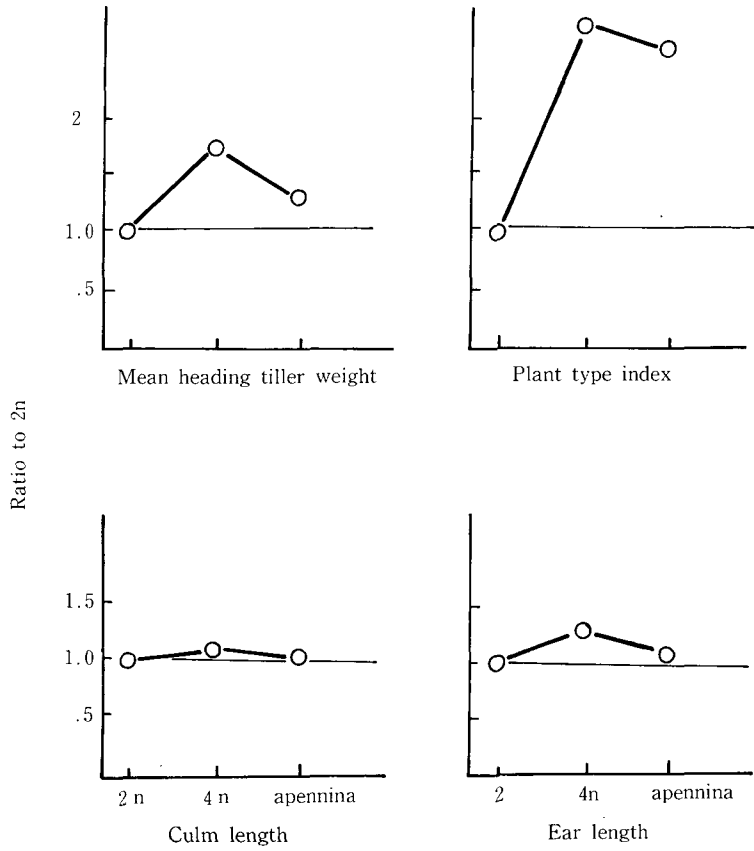 2
1.0
.5
Mean heading tiller weight
Plant type index
Ratio to 2n
1.5
1.0
.5
2 n
4 n
apennina
Culm length
2
4n
apennina
Ear length